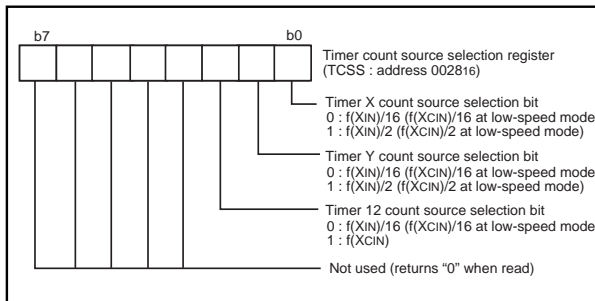 b7
b0
Timer count source selection register
(TCSS : address 002816)
Timer X count source selection bit
0 : f(XIN)/16 (f(XCIN)/16 at low-speed mode
1 : f(XIN)/2 (f(XCIN)/2 at low-speed mode)
Timer Y count source selection bit
0 : f(XIN)/16 (f(XCIN)/16 at low-speed mode
1 : f(XIN)/2 (f(XCIN)/2 at low-speed mode)
Timer 12 count source selection bit
0 : f(XIN)/16 (f(XCIN)/16 at low-speed mode
1 : f(XCIN)
Not used (returns “0” when read)